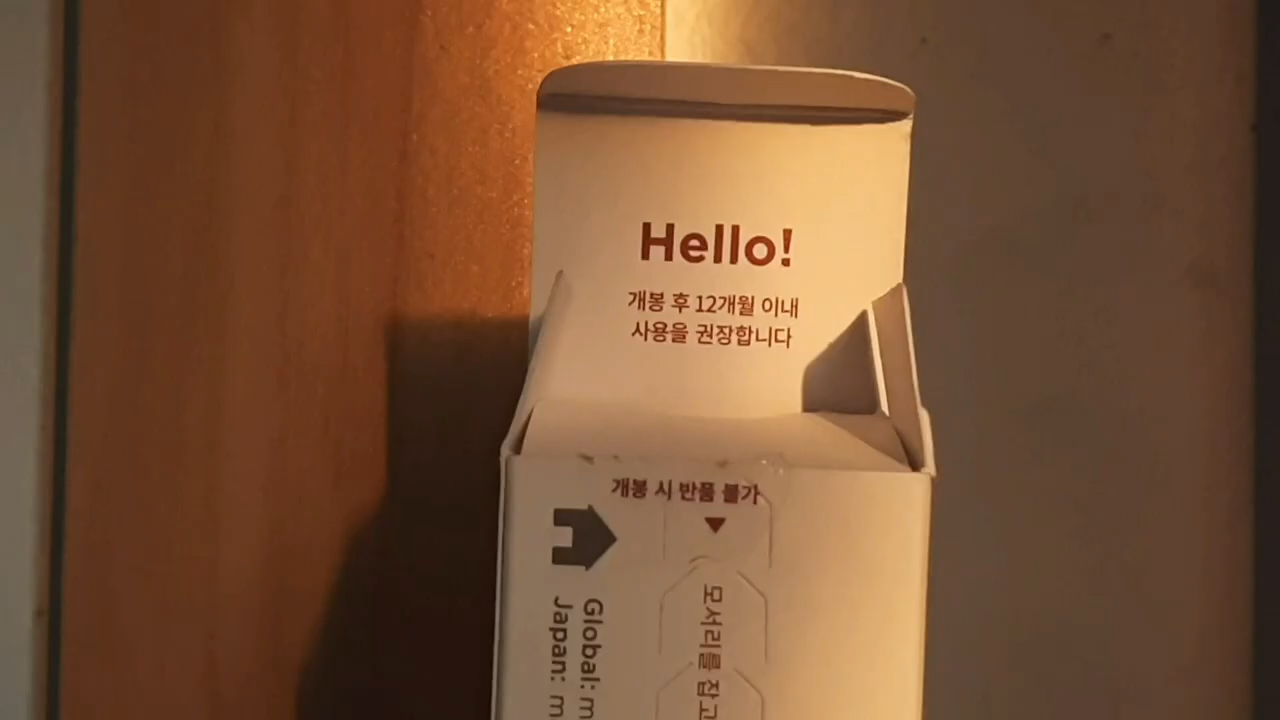 Hello!
개봉 후 12개월 이내
사용을 권장합니다
개봉 시 반품 불가
모서리를 잡고
Global:
Japan: